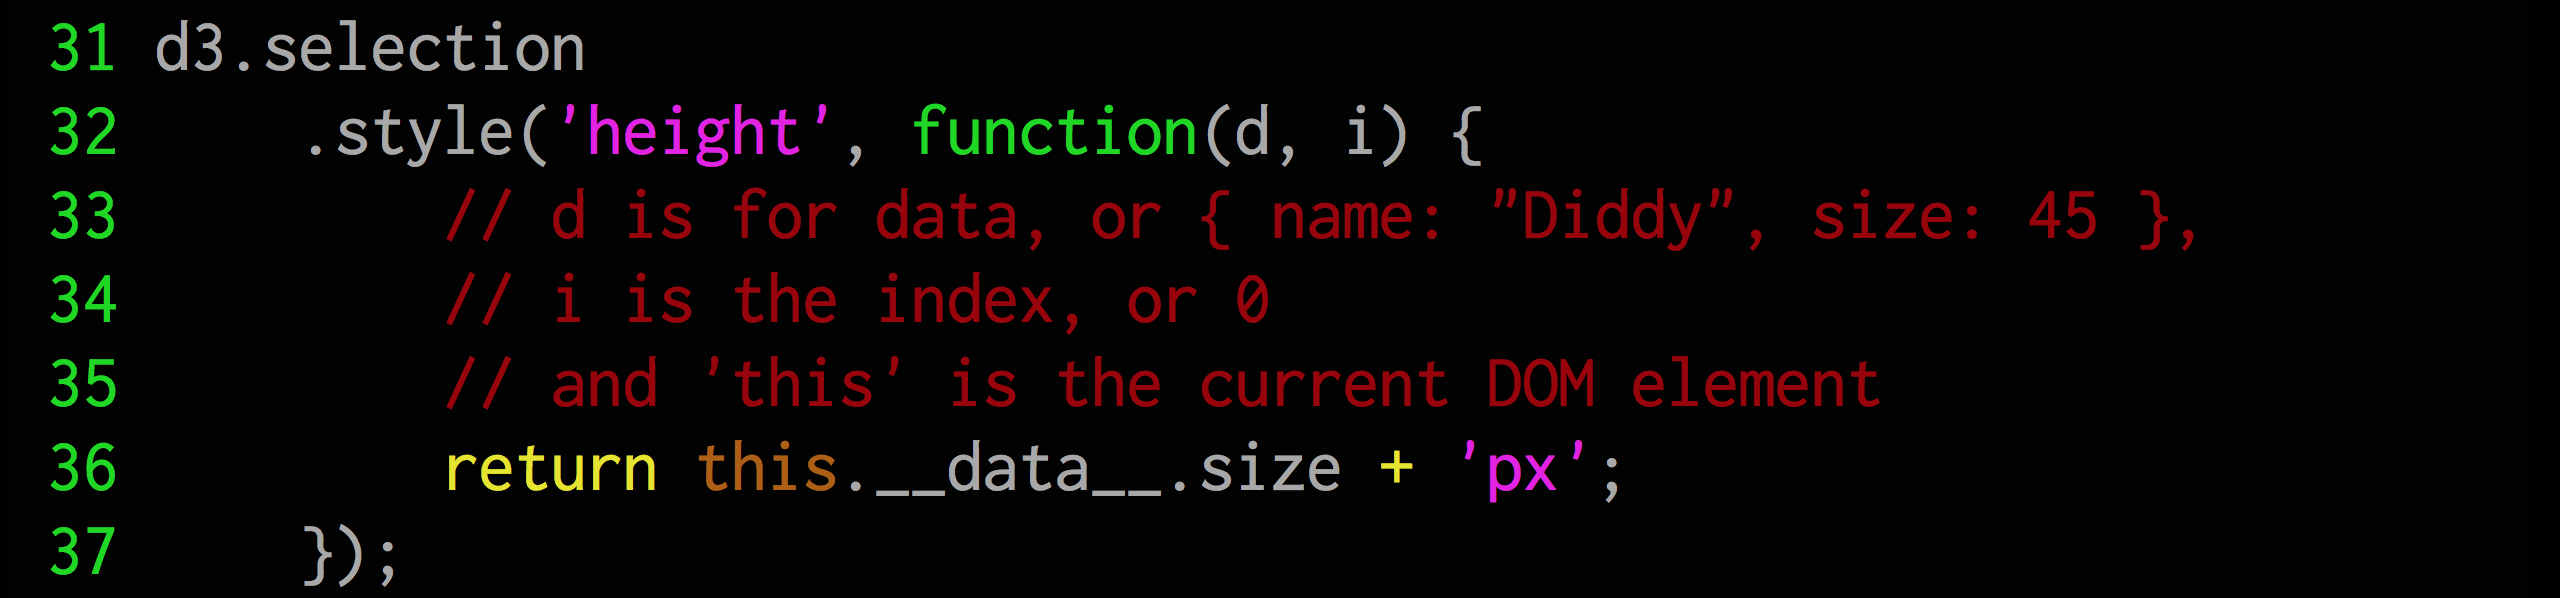 31 d3.selection
32     .style('height', function(d, i) {
33         // d is for data, or { name: "Diddy", size: 45 },
34         // i is the index, or 0
35         // and 'this' is the current DOM element
36         return this.__data__.size + 'px';
37     });